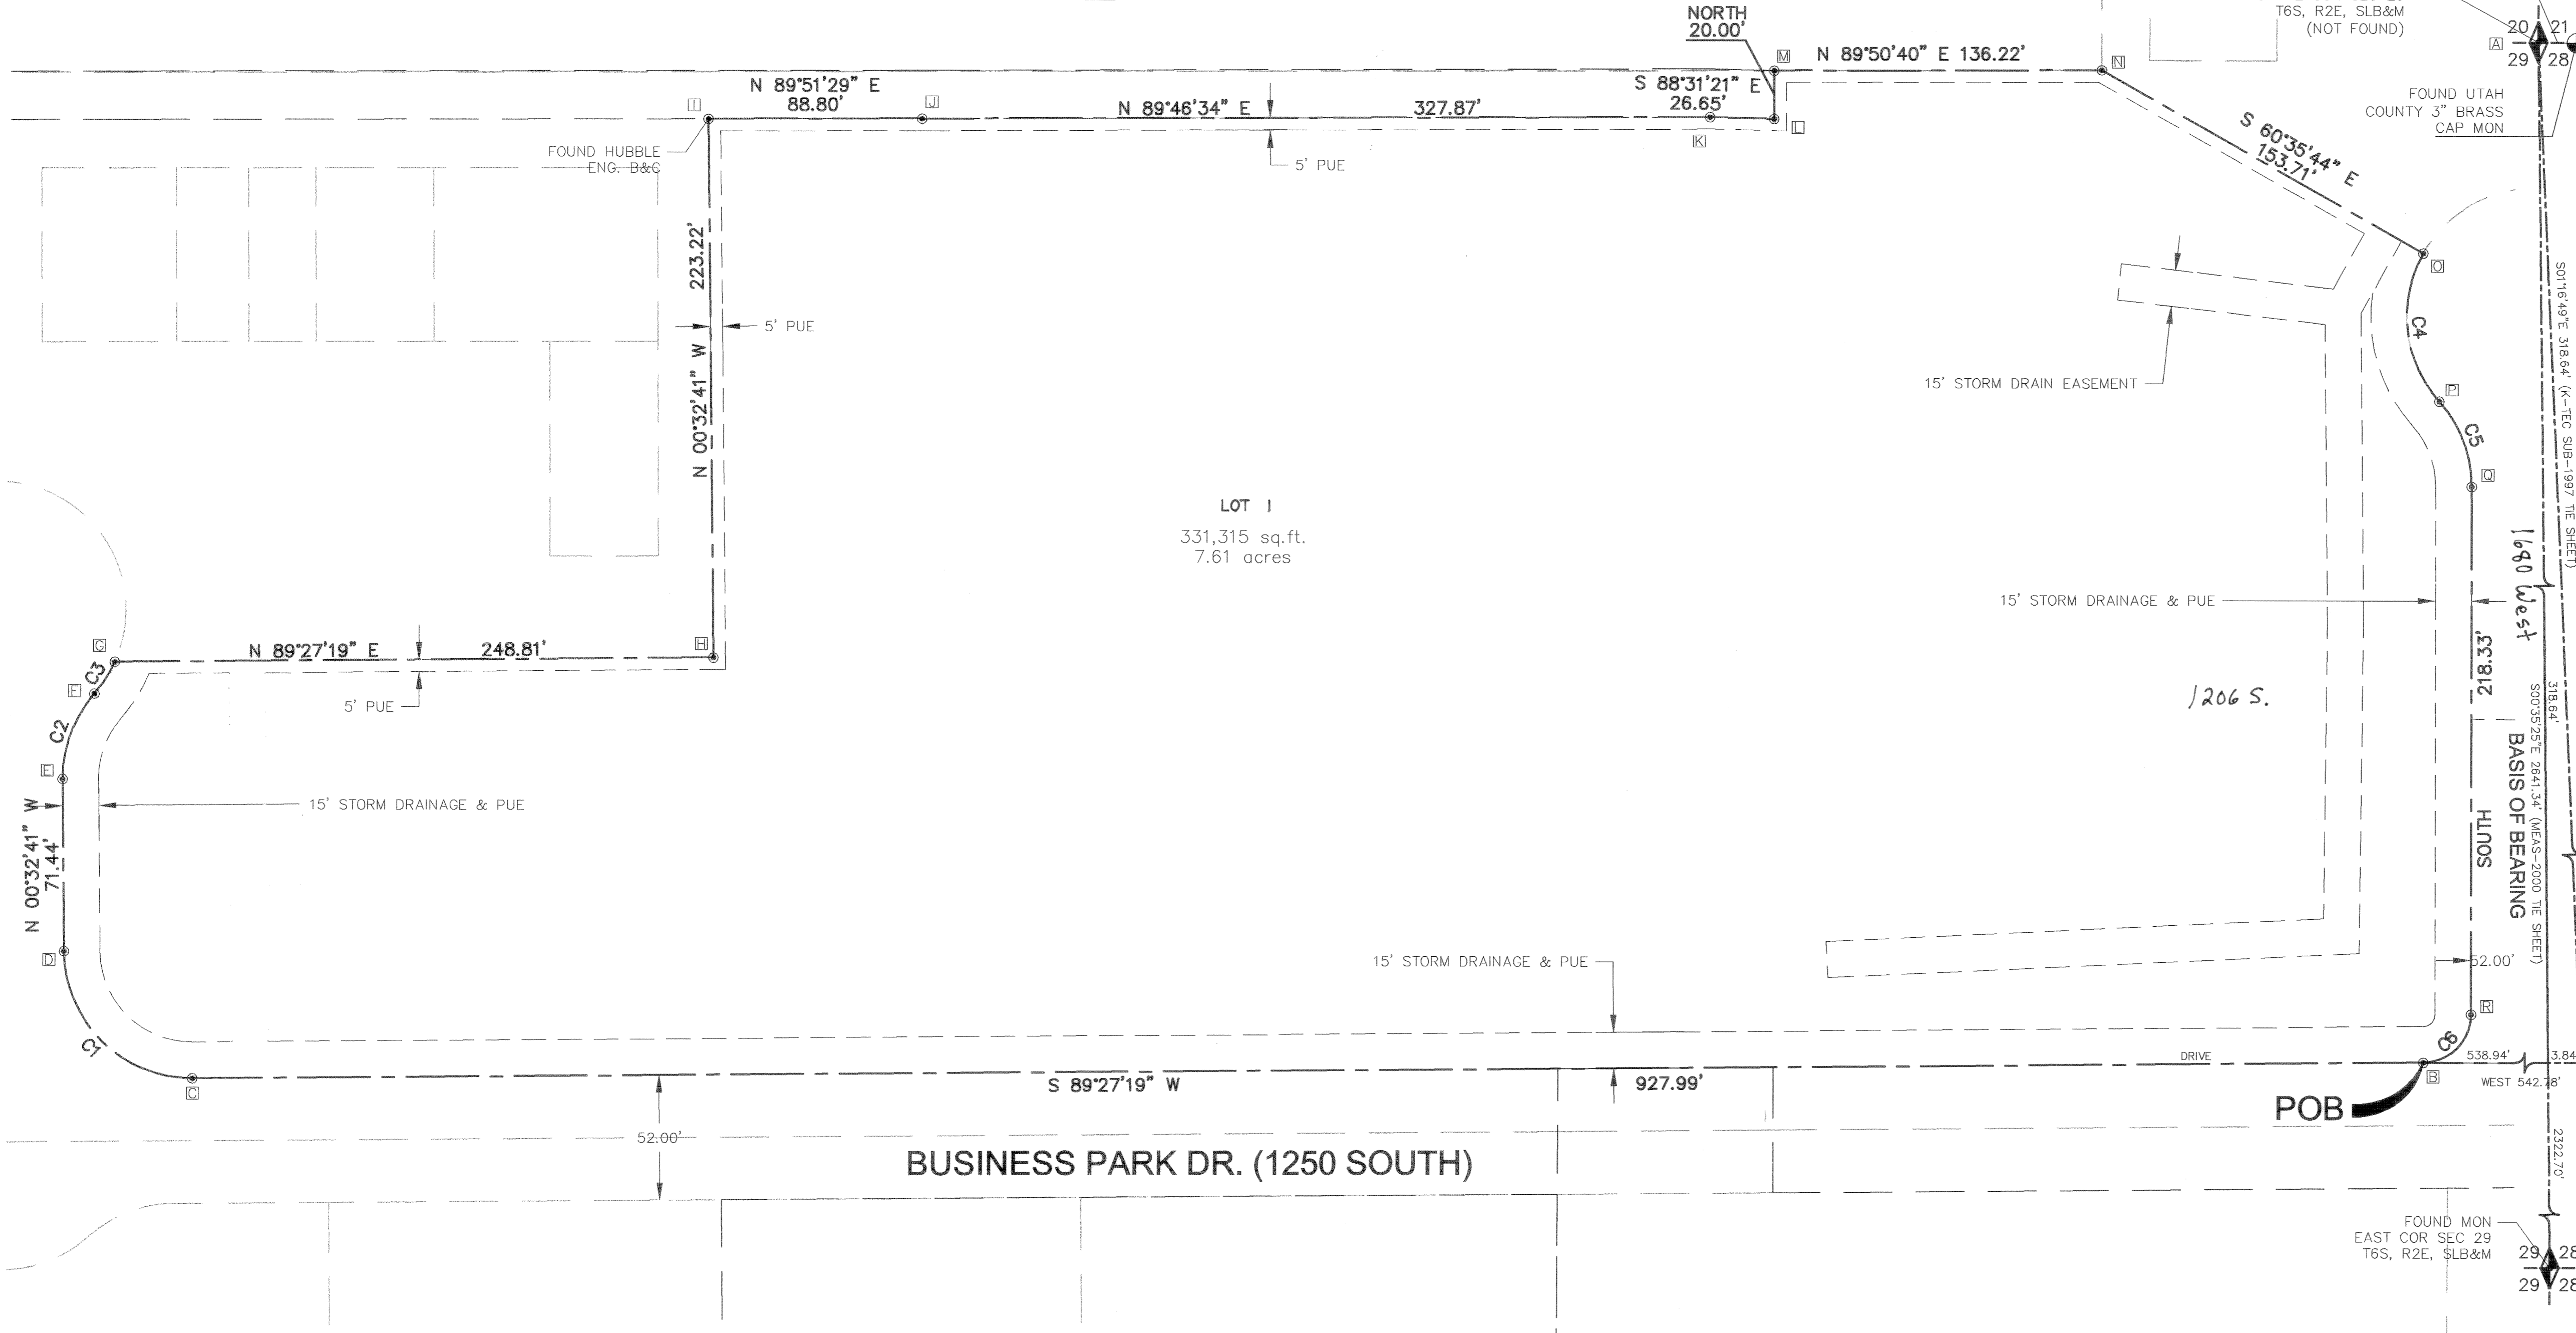 NORTH
20.00'
T6S, R2E, SLB&M
(NOT FOUND)
20 21
29 28
A
M
N 89°50'40" E 136.22'
N
N 89°51'29" E
88.80'
I
J
N 89°46'34" E 327.87'
S 88°31'21" E
26.65'
K
L
FOUND UTAH
COUNTY 3" BRASS
CAP MON
FOUND HUBBLE
ENG. B&C
5' PUE
S 60°35'44" E
153.71'
O
223.22'
N 00°32'41" W
5' PUE
C4
S01°16'49"E 318.64' (K-TEC SUB-1997 TIE SHEET)
15' STORM DRAIN EASEMENT
P
C5
Q
LOT 1
331,315 sq.ft.
7.61 acres
1680 West
15' STORM DRAINAGE & PUE
G
N 89°27'19" E 248.81'
H
C3
F
5' PUE
218.33'
SOUTH
1206 S.
318.64'
S00°35'25"E 2641.34' (MEAS-2000 TIE SHEET)
BASIS OF BEARING
C2
E
15' STORM DRAINAGE & PUE
N 00°32'41" W
71.44'
D
15' STORM DRAINAGE & PUE
52.00'
R
C1
C6
DRIVE
538.94'
3.84
C
S 89°27'19" W
927.99'
B
WEST 542.78'
POB
52.00'
BUSINESS PARK DR. (1250 SOUTH)
2322.70'
FOUND MON
EAST COR SEC 29
T6S, R2E, SLB&M
29 28
29 28